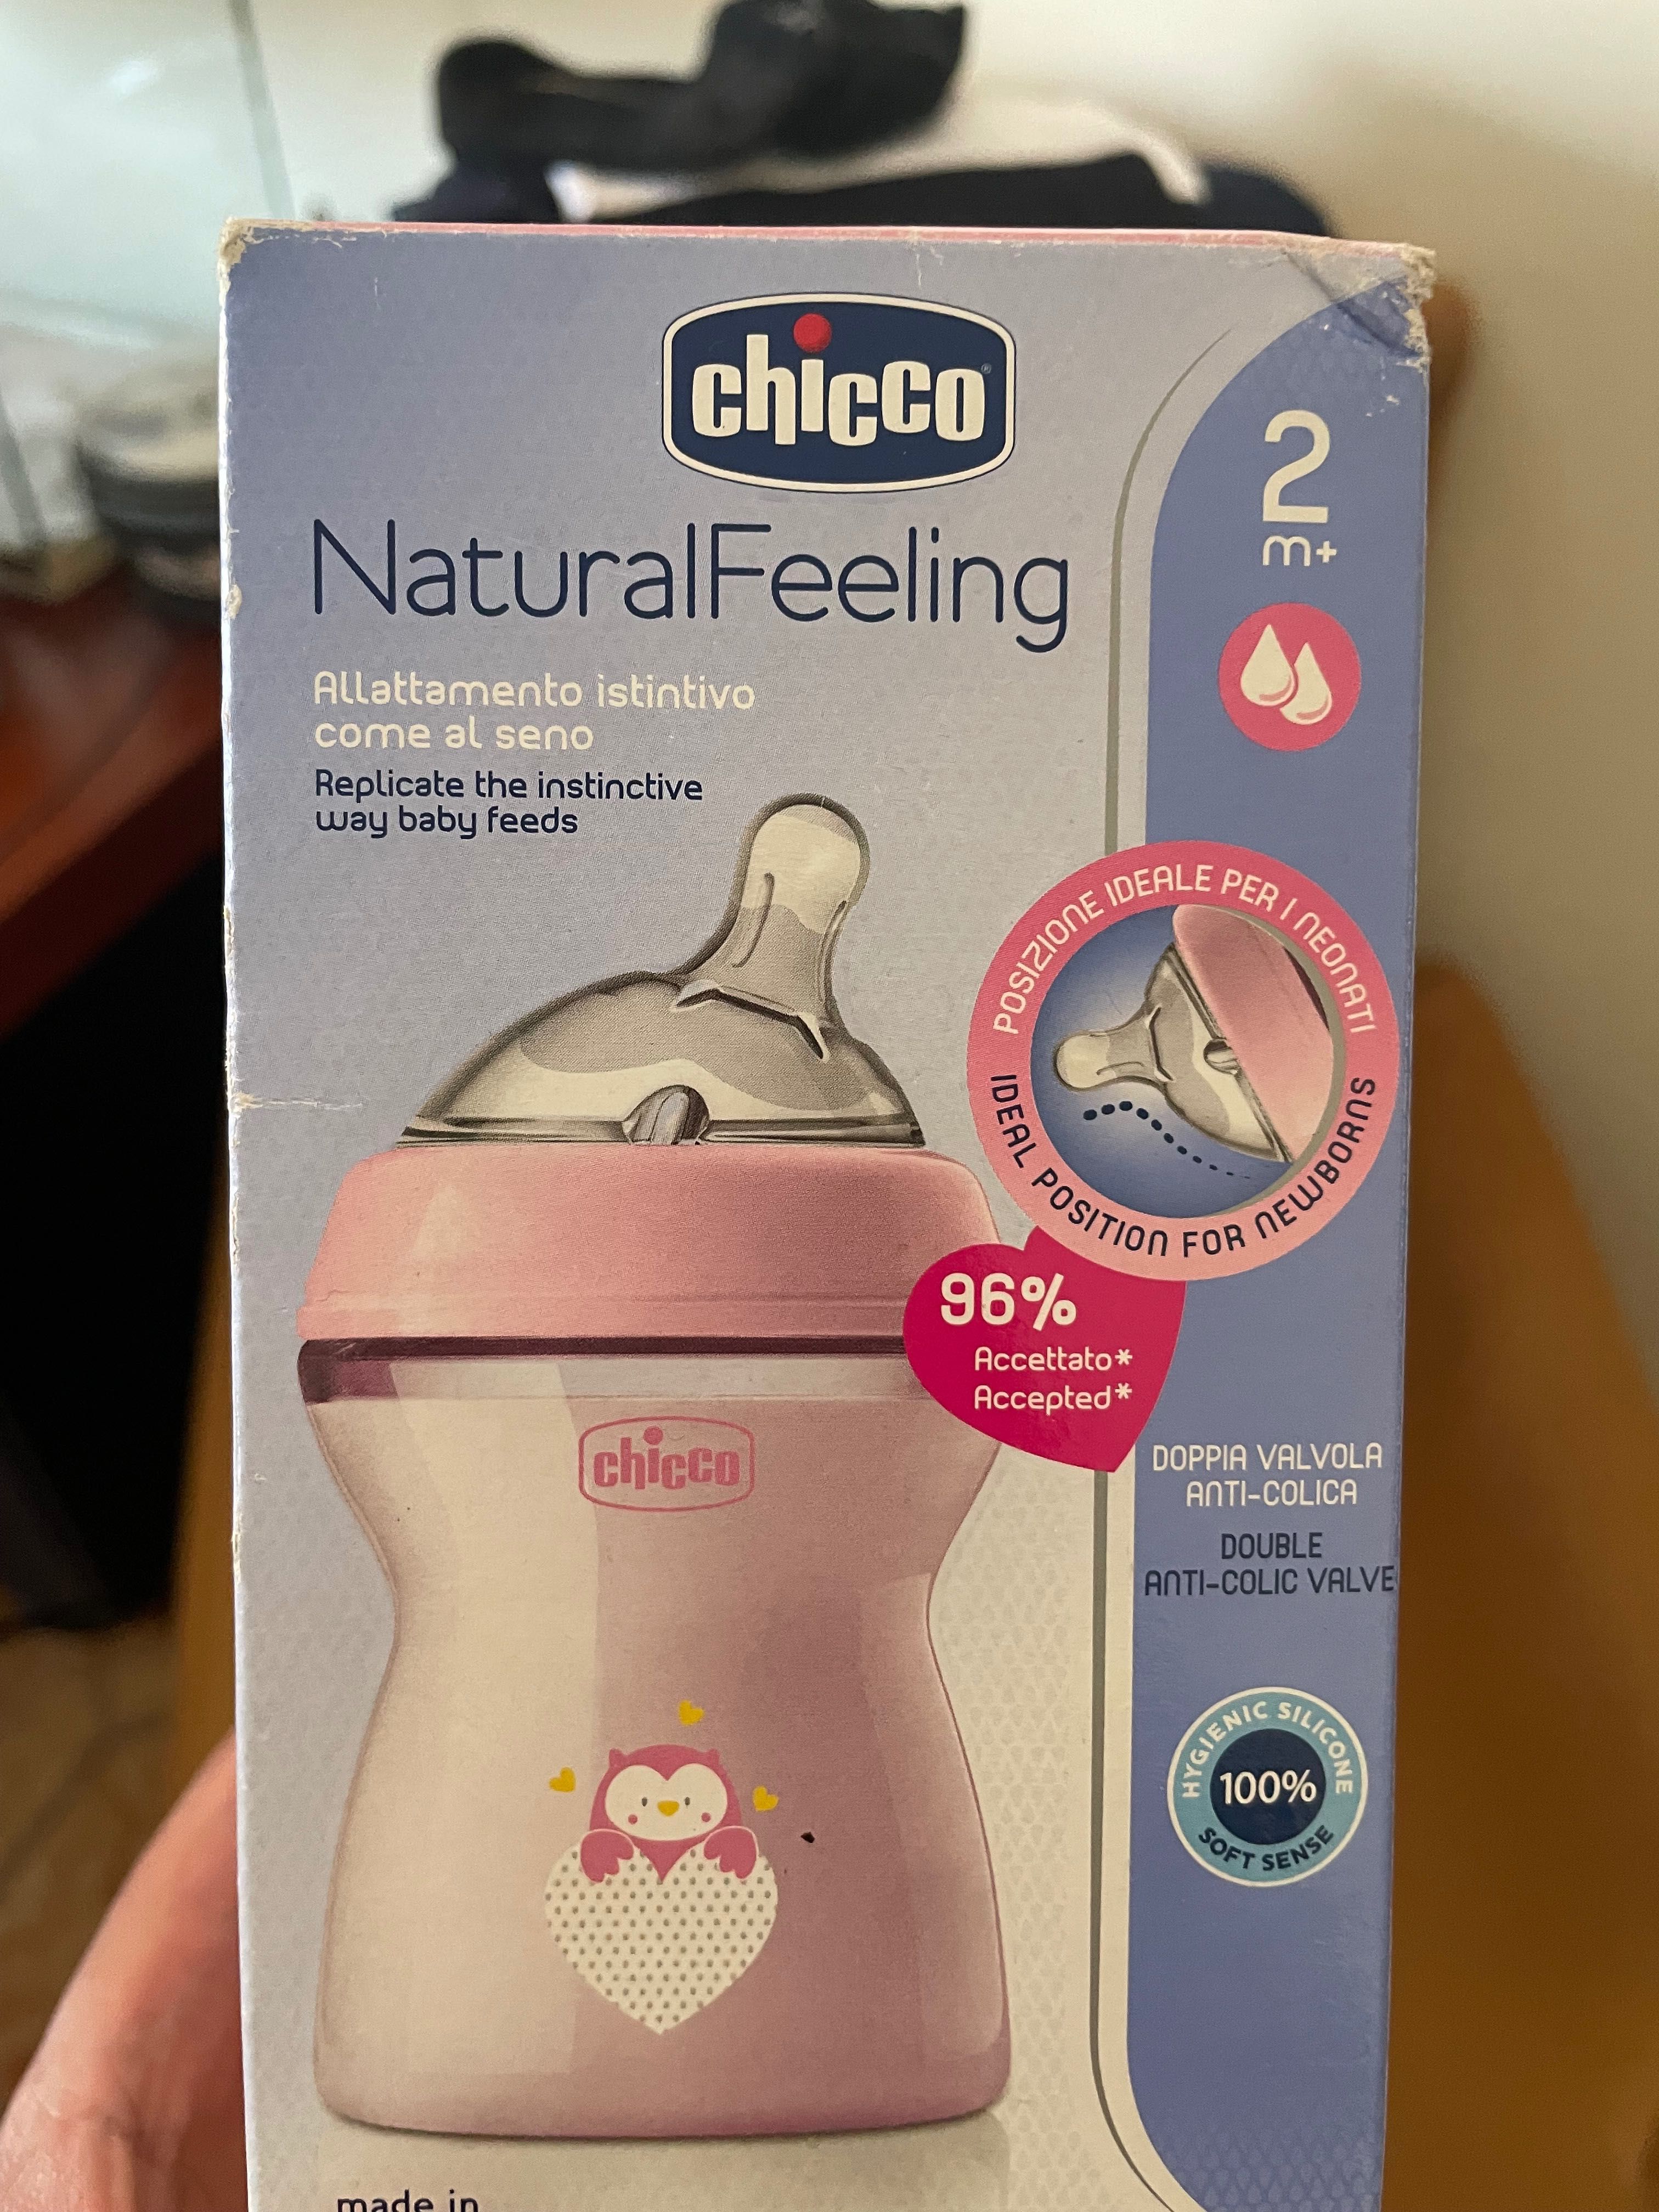 chicco
NaturalFeeling
Allattamento istintivo
come al seno
Replicate the instinctive
way baby feeds
2
m+
POSIZIONE IDEALE PER I NEONATI
IDEAL POSITION FOR NEWBORNS
96%
Accettato*
Accepted*
chicco
DOPPIA VALVOLA
ANTI-COLICA
DOUBLE
ANTI-COLIC VALVE
HYGIENIC SILICONE
100%
SOFT SENSE
made in